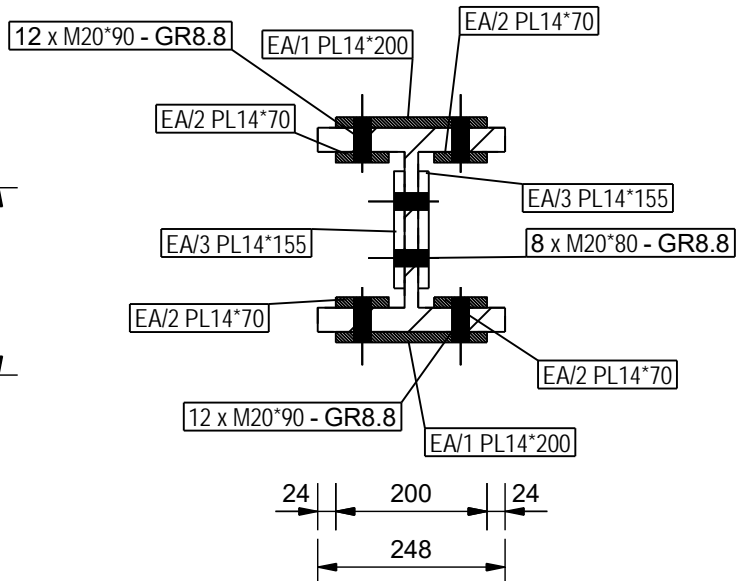 EA/2 PL14*70
12 x M20*90 - GR8.8
EA/1 PL14*200
EA/2 PL14*70
EA/3 PL14*155
EA/3 PL14*155
8 x M20*80 - GR8.8
EA/2 PL14*70
EA/2 PL14*70
12 x M20*90 - GR8.8
EA/1 PL14*200
24 200 24
248